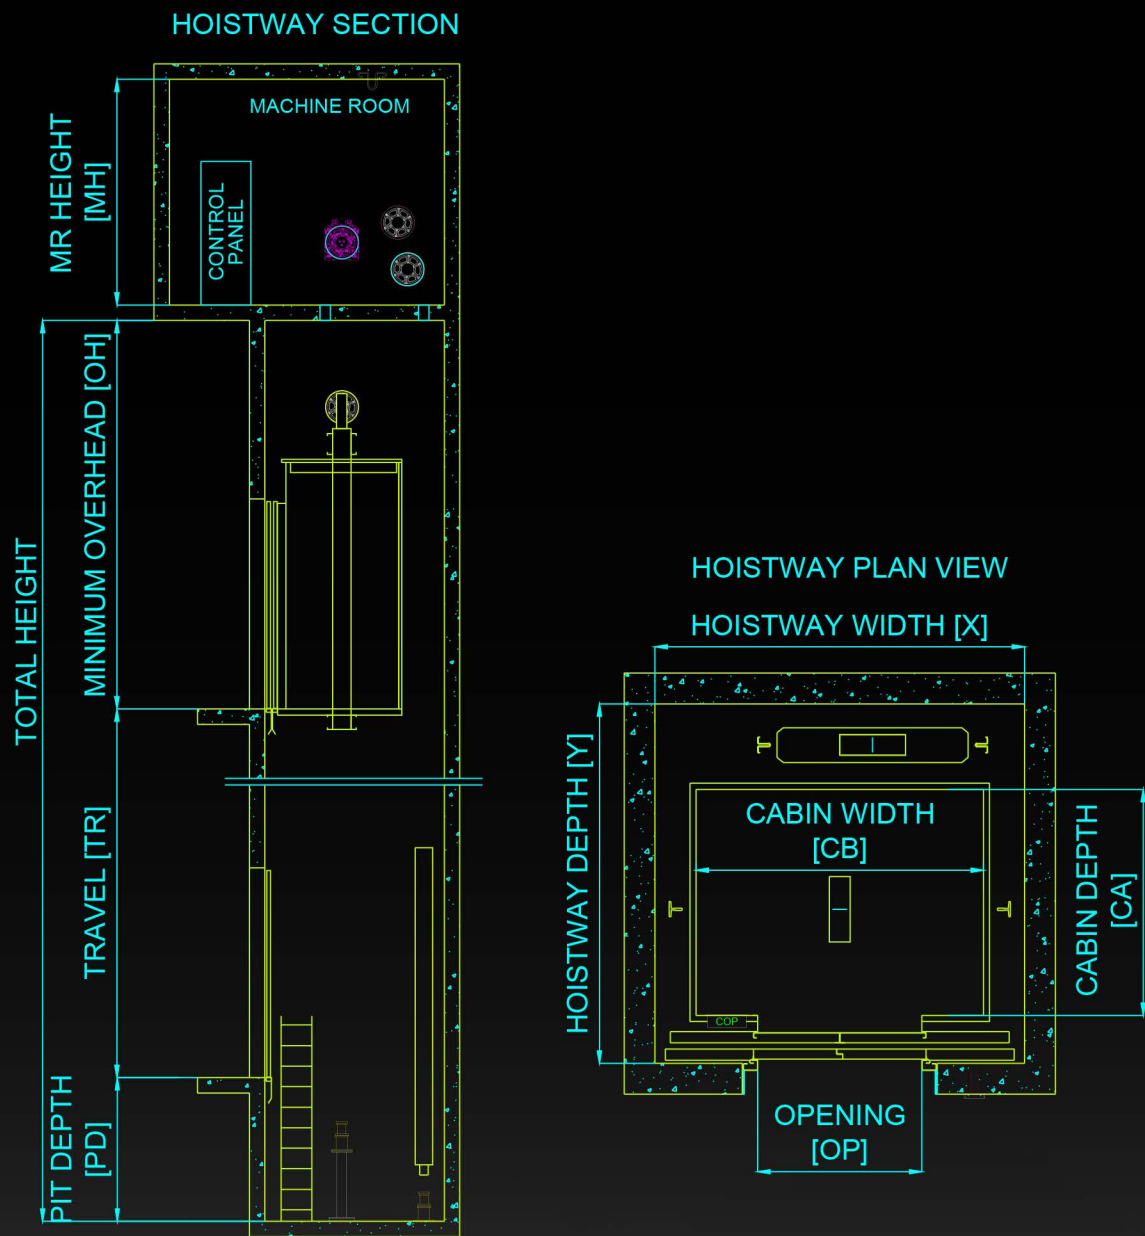 HOISTWAY SECTION
MACHINE ROOM
MR HEIGHT
[MH]
CONTROL
PANEL
TOTAL HEIGHT
MINIMUM OVERHEAD [OH]
TRAVEL [TR]
PIT DEPTH
[PD]
HOISTWAY PLAN VIEW
HOISTWAY WIDTH [X]
HOISTWAY DEPTH [Y]
CABIN WIDTH
[CB]
CABIN DEPTH
[CA]
COP
OPENING
[OP]